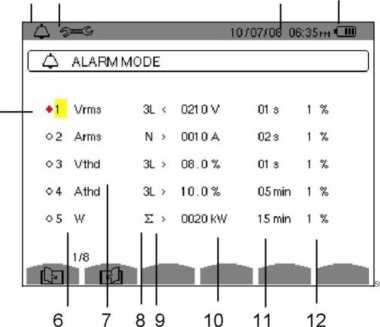 10/07/08 06:35PM
ALARM MODE
1 Vrms 3L < 0210 V 01 s 1 %
2 Arms N > 0010 A 02 s 1 %
3 Vthd 3L > 08.0 % 01 s 1 %
4 Athd 3L > 10.0 % 05 min 1 %
5 W Σ > 0020 kW 15 min 1 %
1/8
6 7 8 9 10 11 12